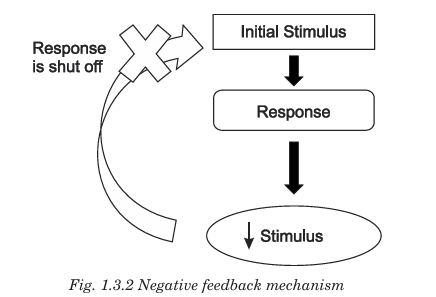 Response
is shut off
Initial Stimulus
Response
↓ Stimulus
Fig. 1.3.2 Negative feedback mechanism